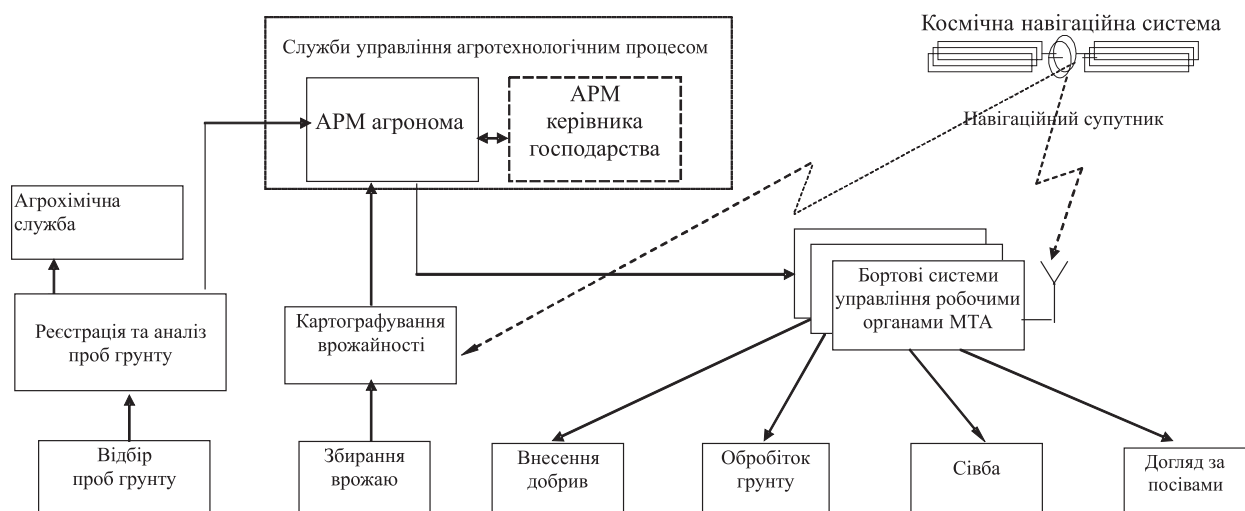 Космічна навігаційна система
Служби управління агротехнологічним процесом
АРМ агронома
АРМ
керівника
господарства
Навігаційний супутник
Агрохімічна
служба
Бортові системи
управління робочими
органами МТА
Реєстрація та аналіз
проб грунту
Картографування
врожайності
Відбір
проб грунту
Збирання
врожаю
Внесення
добрив
Обробіток
грунту
Сівба
Догляд за
посівами